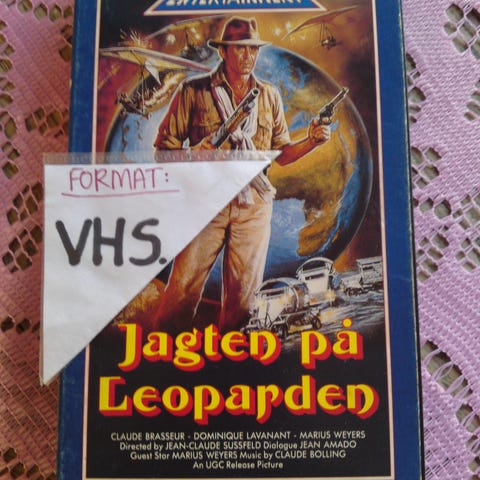 ENTERTAINMENT
FORMAT:
VHS.
Jagten på
Leoparden
CLAUDE BRASSEUR - DOMINIQUE LAVANANT - MARIUS WEYERS
Directed by JEAN-CLAUDE SUSSFELD Dialogue JEAN AMADO
Guest Star MARIUS WEYERS Music by CLAUDE BOLLING
An UGC Release Picture